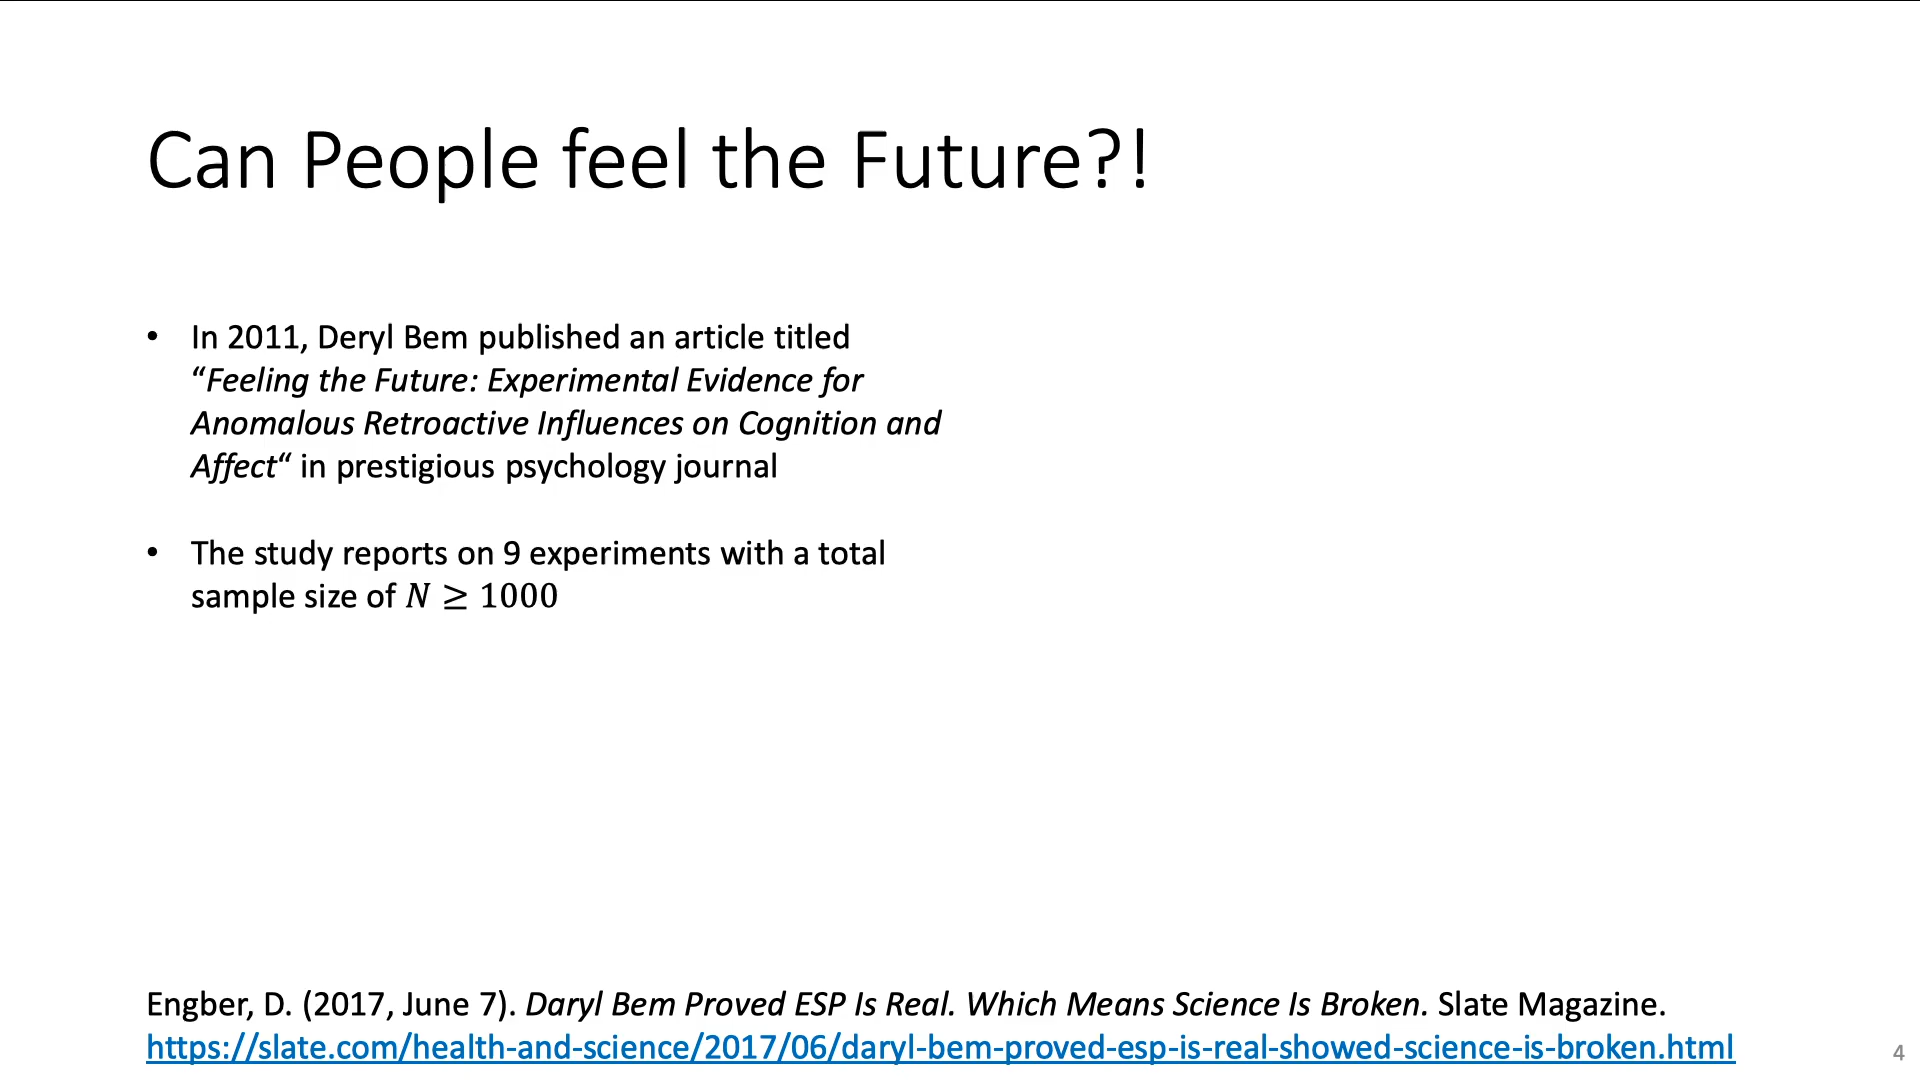 Can People feel the Future?!
• In 2011, Deryl Bem published an article titled
“Feeling the Future: Experimental Evidence for
Anomalous Retroactive Influences on Cognition and
Affect“ in prestigious psychology journal
• The study reports on 9 experiments with a total
sample size of N ≥ 1000
Engber, D. (2017, June 7). Daryl Bem Proved ESP Is Real. Which Means Science Is Broken. Slate Magazine.
https://slate.com/health-and-science/2017/06/daryl-bem-proved-esp-is-real-showed-science-is-broken.html
4